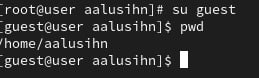 [root@user aalusihn]# su guest
[guest@user aalusihn]$ pwd
/home/aalusihn
[guest@user aalusihn]$